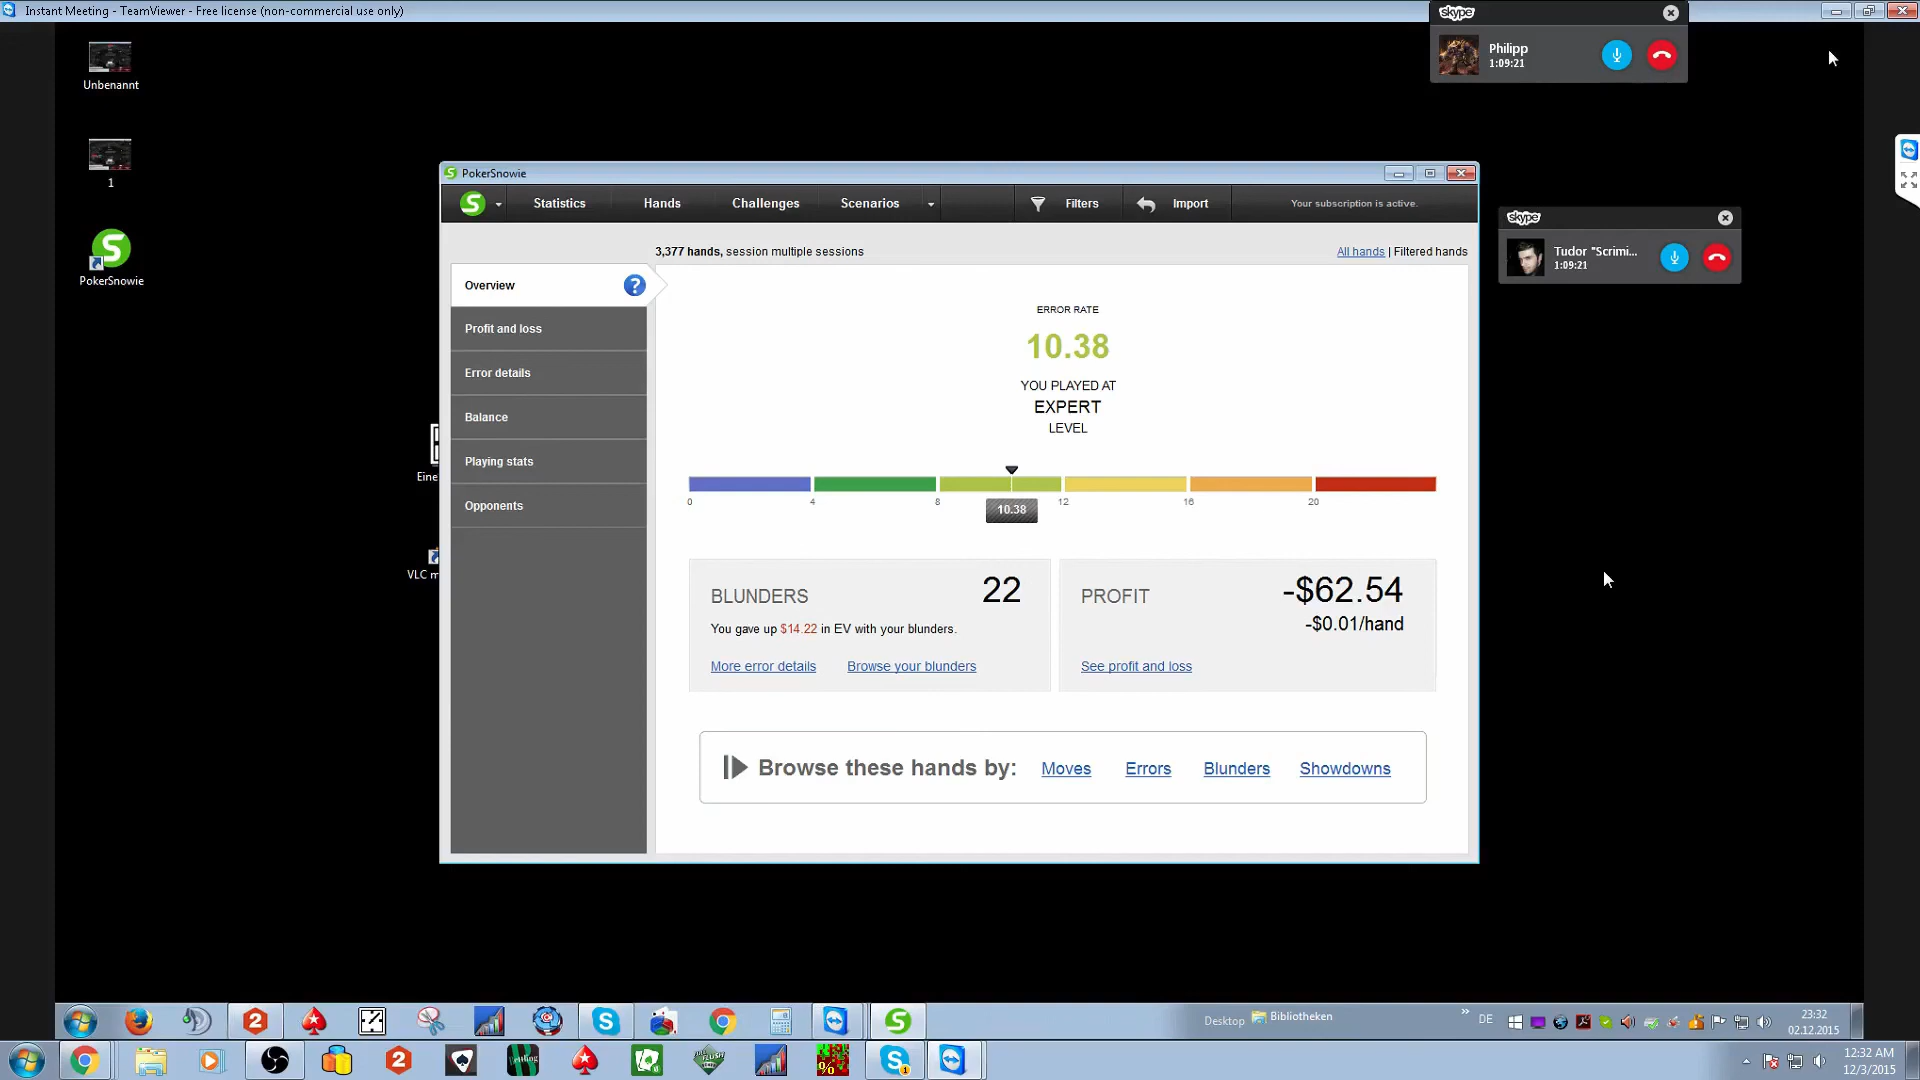 Instant Meeting - TeamViewer - Free license (non-commercial use only)
skype
Philipp
1:09:21
Unbenannt
1
PokerSnowie
PokerSnowie
Statistics
Hands
Challenges
Scenarios
Filters
Import
Your subscription is active.
skype
Tudor "Scrimi...
1:09:21
3,377 hands, session multiple sessions
All hands | Filtered hands
Overview
?
Profit and loss
Error details
Balance
Playing stats
Opponents
Eine
VLC m
ERROR RATE
10.38
YOU PLAYED AT
EXPERT
LEVEL
0 4 8 12 16 20
10.38
BLUNDERS
22
You gave up $14.22 in EV with your blunders.
More error details
Browse your blunders
PROFIT
-$62.54
-$0.01/hand
See profit and loss
Browse these hands by:
Moves
Errors
Blunders
Showdowns
Desktop
Bibliotheken
DE
23:32
02.12.2015
12:32 AM
12/3/2015